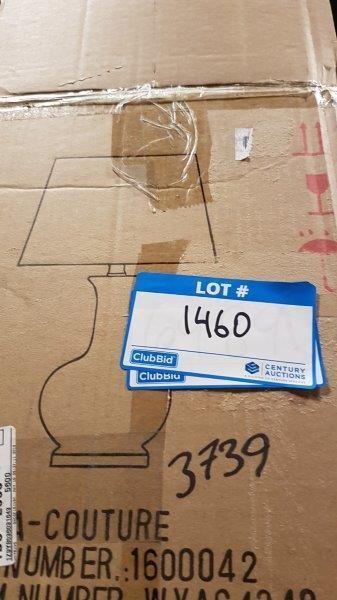 LOT #
1460
ClubBid
CENTURY
AUCTIONS
ClubBid
3739
A-COUTURE
NUMBER.:1600042